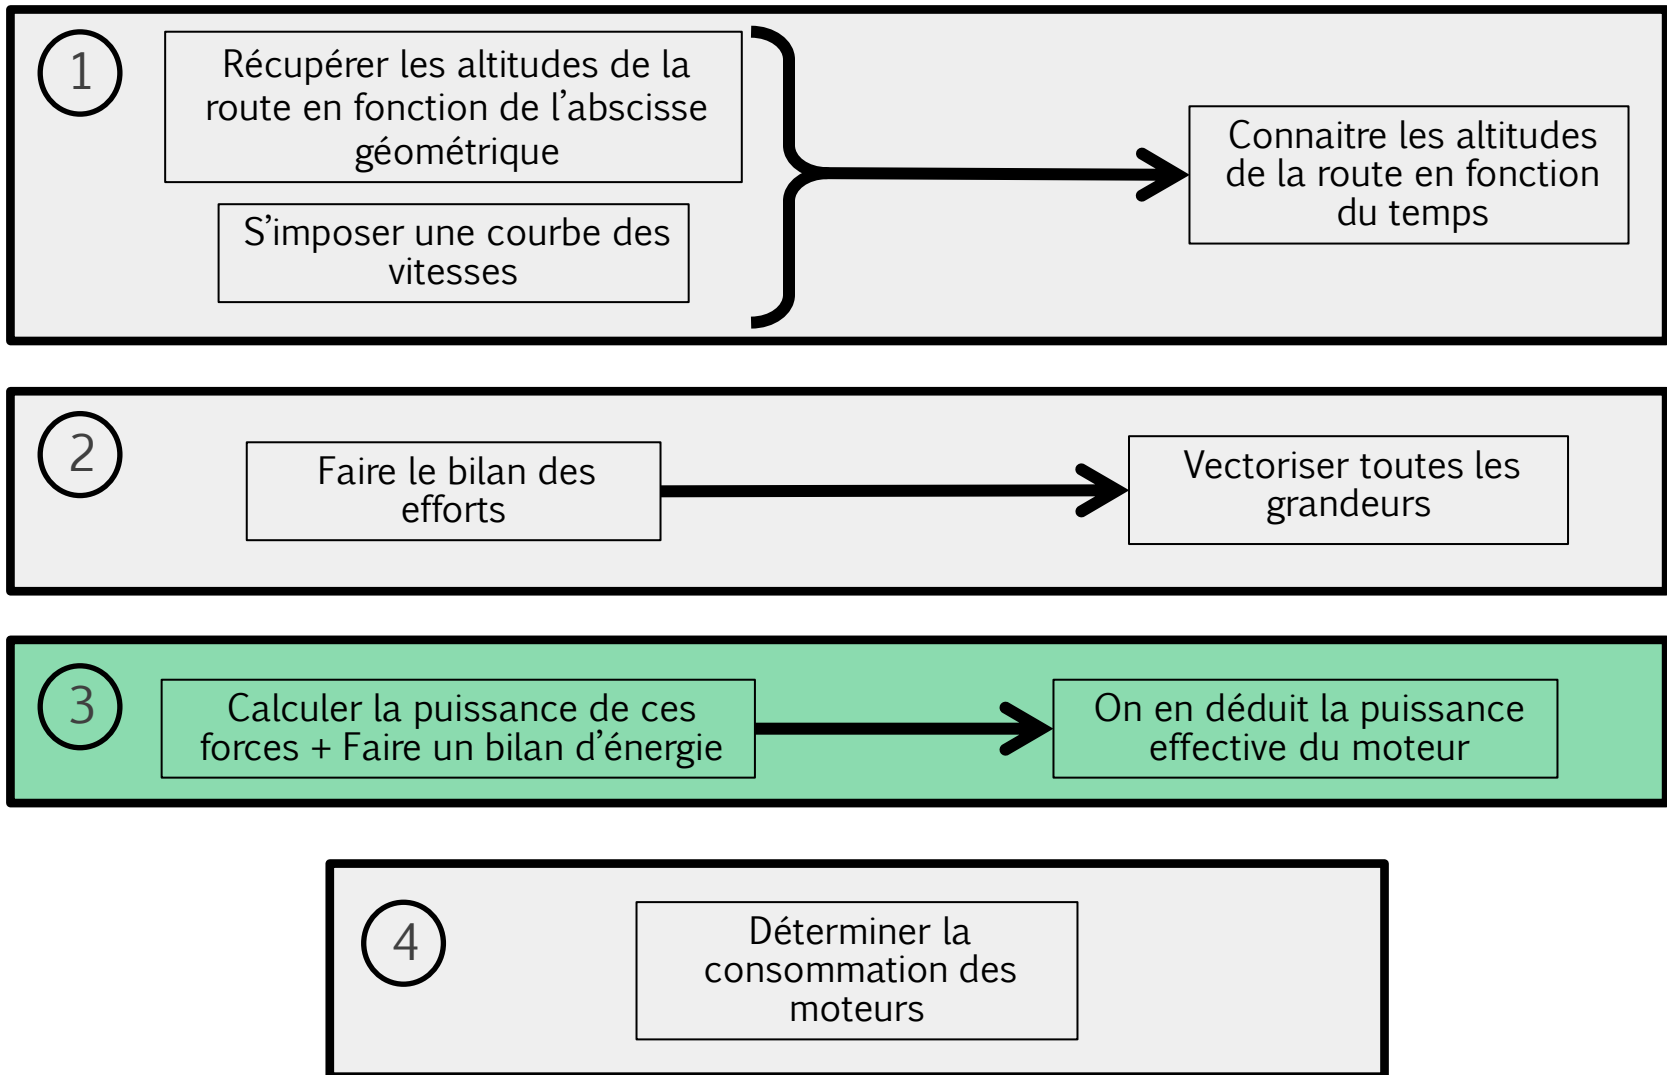 1
Récupérer les altitudes de la
route en fonction de l’abscisse
géométrique
S’imposer une courbe des
vitesses
Connaitre les altitudes
de la route en fonction
du temps
2
Faire le bilan des
efforts
Vectoriser toutes les
grandeurs
3
Calculer la puissance de ces
forces + Faire un bilan d’énergie
On en déduit la puissance
effective du moteur
4
Déterminer la
consommation des
moteurs